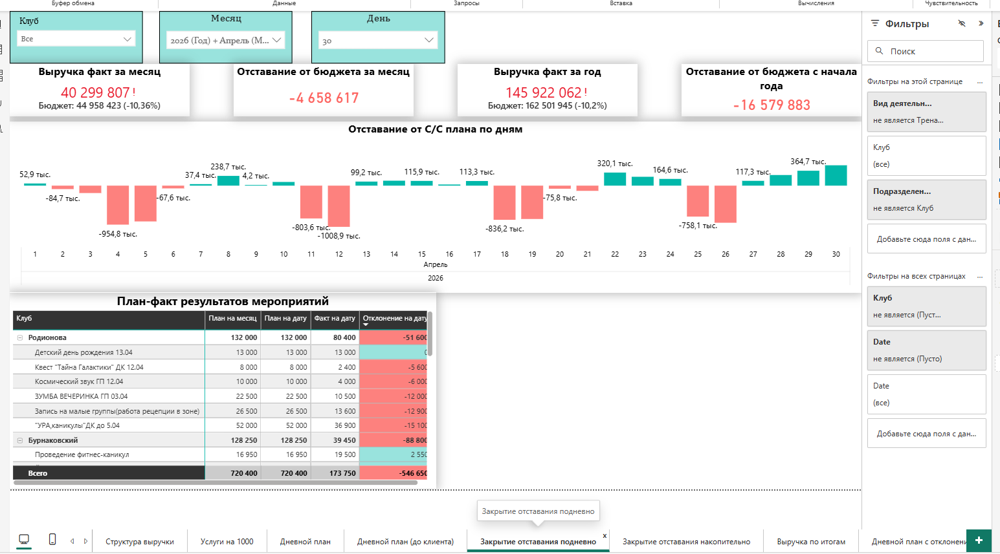 Буфер обмена
Данные
Запросы
Вставка
Вычисления
Чувствительность
Клуб
Все
Месяц
2026 (Год) + Апрель (М...
День
30
Выручка факт за месяц
40 299 807!
Бюджет: 44 958 423 (-10,36%)
Отставание от бюджета за месяц
-4 658 617
Выручка факт за год
145 922 062!
Бюджет: 162 501 945 (-10,2%)
Отставание от бюджета с начала
года
-16 579 883
Отставание от С/С плана по дням
52,9 тыс.
-84,7 тыс.
-954,8 тыс.
-67,6 тыс.
37,4 тыс.
238,7 тыс.
4,2 тыс.
-803,6 тыс.
-1008,9 тыс.
99,2 тыс.
115,9 тыс.
113,3 тыс.
-836,2 тыс.
-75,8 тыс.
320,1 тыс.
164,6 тыс.
-758,1 тыс.
117,3 тыс.
364,7 тыс.
1 2 3 4 5 6 7 8 9 10 11 12 13 14 15 16 17 18 19 20 21 22 23 24 25 26 27 28 29 30
Апрель
2026
План-факт результатов мероприятий
Клуб План на месяц План на дату Факт на дату Отклонение на дату
Родионова 132 000 132 000 80 400 -51 600
Детский день рождения 13.04 13 000 13 000 13 000 0
Квест "Тайна Галактики" ДК 12.04 8 000 8 000 2 400 -5 600
Космический звук ГП 12.04 10 000 10 000 4 000 -6 000
ЗУМБА ВЕЧЕРИНКА ГП 03.04 22 500 22 500 10 500 -12 000
Запись на малые группы(работа рецепции в зоне) 26 500 26 500 13 600 -12 900
"УРА,каникулы"ДК до 5.04 52 000 52 000 36 900 -15 100
Бурнаковский 128 250 128 250 39 450 -88 800
Проведение фитнес-каникул 16 950 16 950 19 500 2 550
Всего 720 400 720 400 173 750 -546 650
Фильтры
Поиск
Фильтры на этой странице ...
Вид деятельн...
не является Трена...
Клуб
(все)
Подразделен...
не является Клуб
Добавьте сюда поля с дан...
Фильтры на всех страницах ...
Клуб
не является (Пуст...
Date
не является (Пусто)
Date
(все)
Добавьте сюда поля с дан...
Закрытие отставания подневно
Структура выручки
Услуги на 1000
Дневной план
Дневной план (до клиента)
Закрытие отставания подневно
x
Закрытие отставания накопительно
Выручка по итогам
Дневной план с отклонени
+